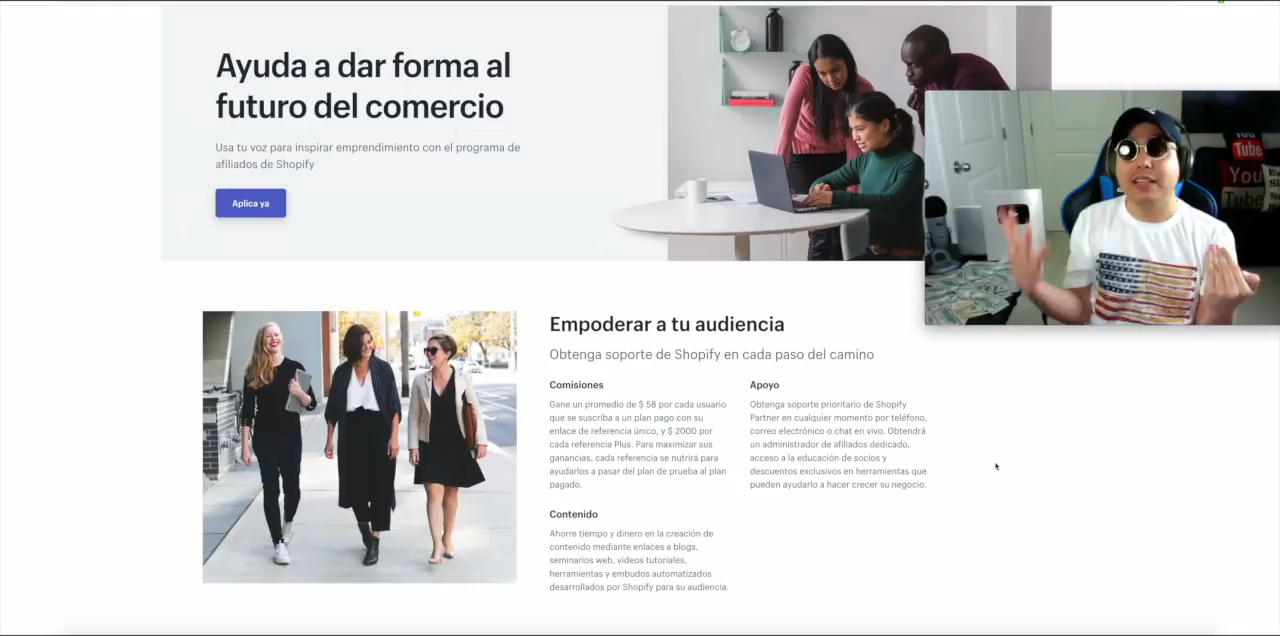 Ayuda a dar forma al
futuro del comercio
Usa tu voz para inspirar emprendimiento con el programa de
afiliados de Shopify
Aplica ya
You
Tube
You
Tube
Empoderar a tu audiencia
Obtenga soporte de Shopify en cada paso del camino
Comisiones
Gane un promedio de $ 58 por cada usuario
que se suscriba a un plan pago con su
enlace de referencia único, y $ 2000 por
cada referencia Plus. Para maximizar sus
ganancias, cada referencia se nutrirá para
ayudarlos a pasar del plan de prueba al plan
pagado.
Apoyo
Obtenga soporte prioritario de Shopify
Partner en cualquier momento por teléfono,
correo electrónico o chat en vivo. Obtendrá
un administrador de afiliados dedicado,
acceso a la educación de socios y
descuentos exclusivos en herramientas que
pueden ayudarlo a hacer crecer su negocio.
Contenido
Ahorre tiempo y dinero en la creación de
contenido mediante enlaces a blogs,
seminarios web, videos tutoriales,
herramientas y embudos automatizados
desarrollados por Shopify para su audiencia.